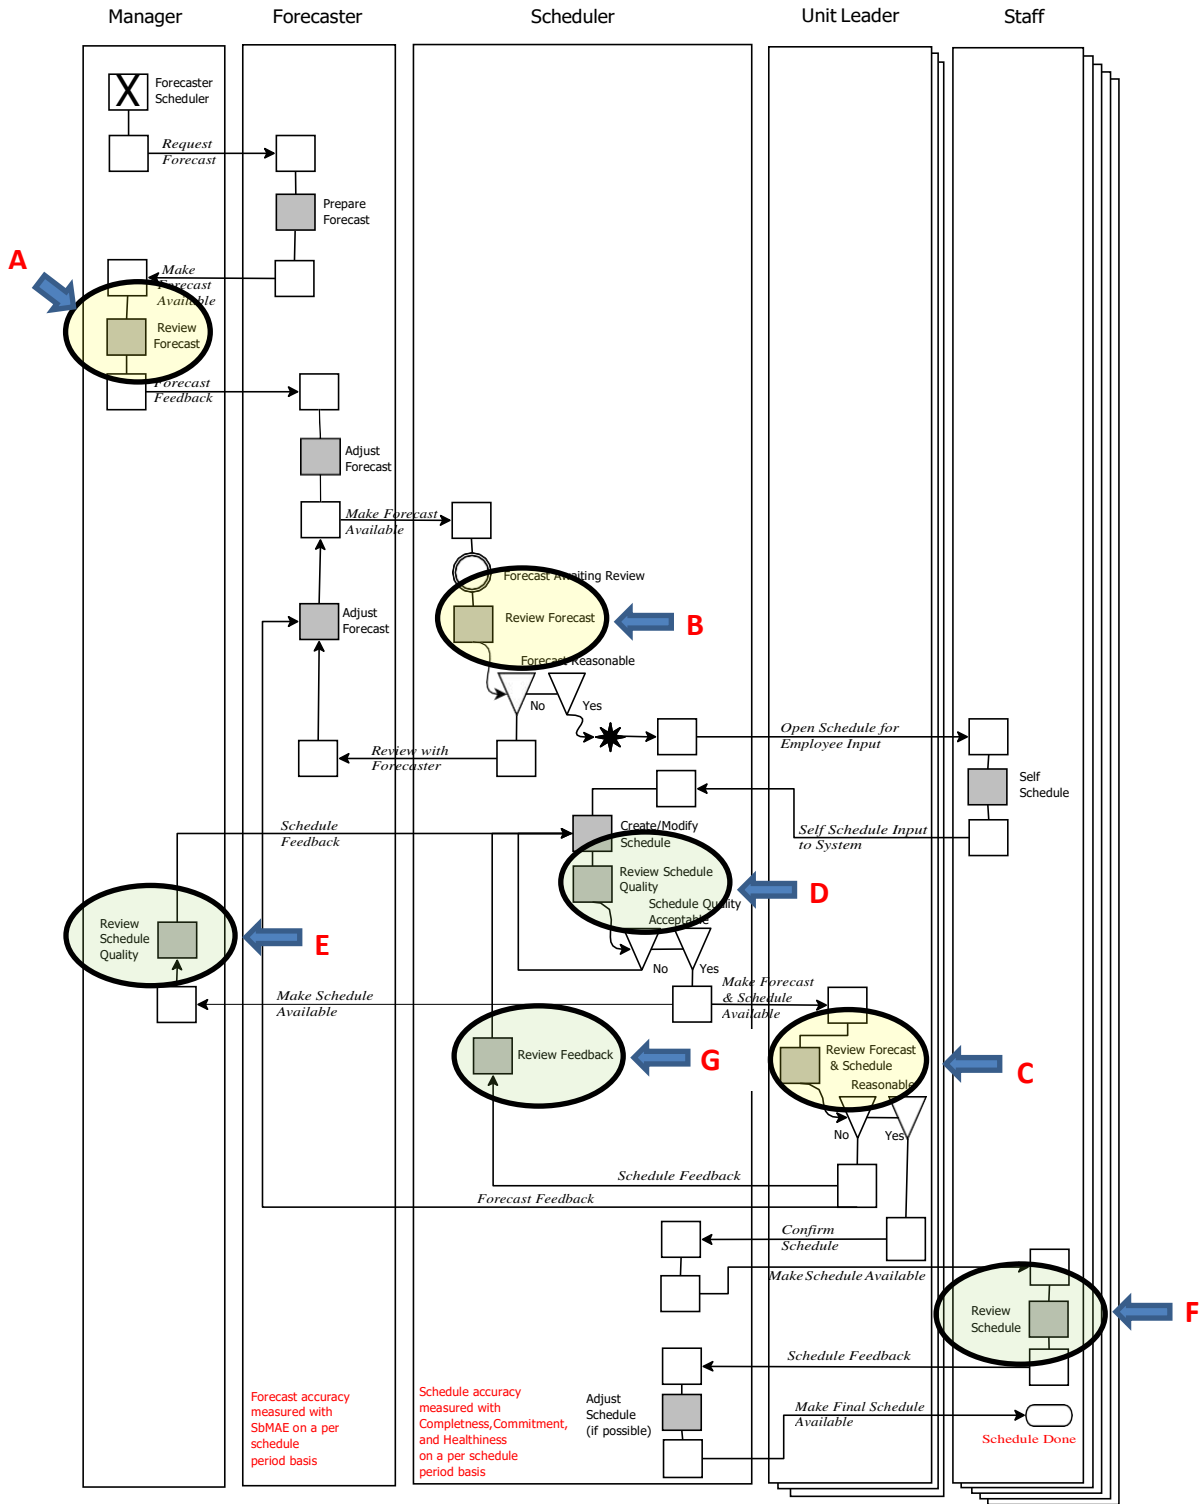 Manager
Forecaster
Scheduler
Unit Leader
Staff
X
Forecaster
Scheduler
Request
Forecast
Prepare
Forecast
A
Make
Forecast
Available
Review
Forecast
Forecast
Feedback
Adjust
Forecast
Make Forecast
Available
Forecast Awaiting Review
Adjust
Forecast
Review Forecast
B
Forecast Reasonable
No
Yes
Open Schedule for
Employee Input
Review with
Forecaster
Self
Schedule
Schedule
Feedback
Create/Modify
Schedule
Self Schedule Input
to System
Review Schedule
Quality
D
Schedule Quality
Acceptable
Review
Schedule
Quality
E
No
Yes
Make Schedule
Available
Make Forecast
& Schedule
Available
Review Feedback
G
Review Forecast
& Schedule
C
Reasonable
No
Yes
Schedule Feedback
Forecast Feedback
Confirm
Schedule
Make Schedule Available
Review
Schedule
F
Schedule Feedback
Forecast accuracy
measured with
SbMAE on a per
schedule
period basis
Schedule accuracy
measured with
Completness,Commitment,
and Healthiness
on a per schedule
period basis
Adjust
Schedule
(if possible)
Make Final Schedule
Available
Schedule Done